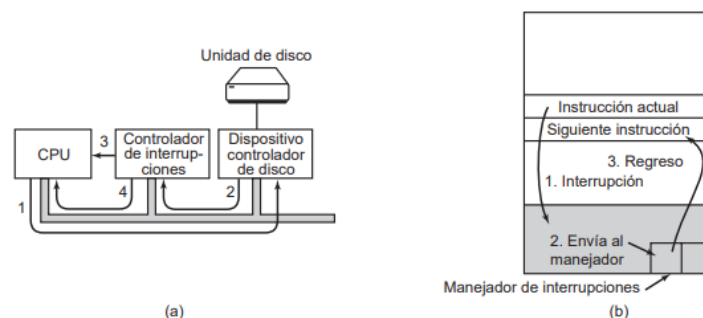 Unidad de disco
CPU
3
Controlador
de interrup-
ciones
Dispositivo
controlador
de disco
1
4
2
(a)
Instrucción actual
Siguiente instrucción
3. Regreso
1. Interrupción
2. Envía al
manejador
Manejador de interrupciones
(b)